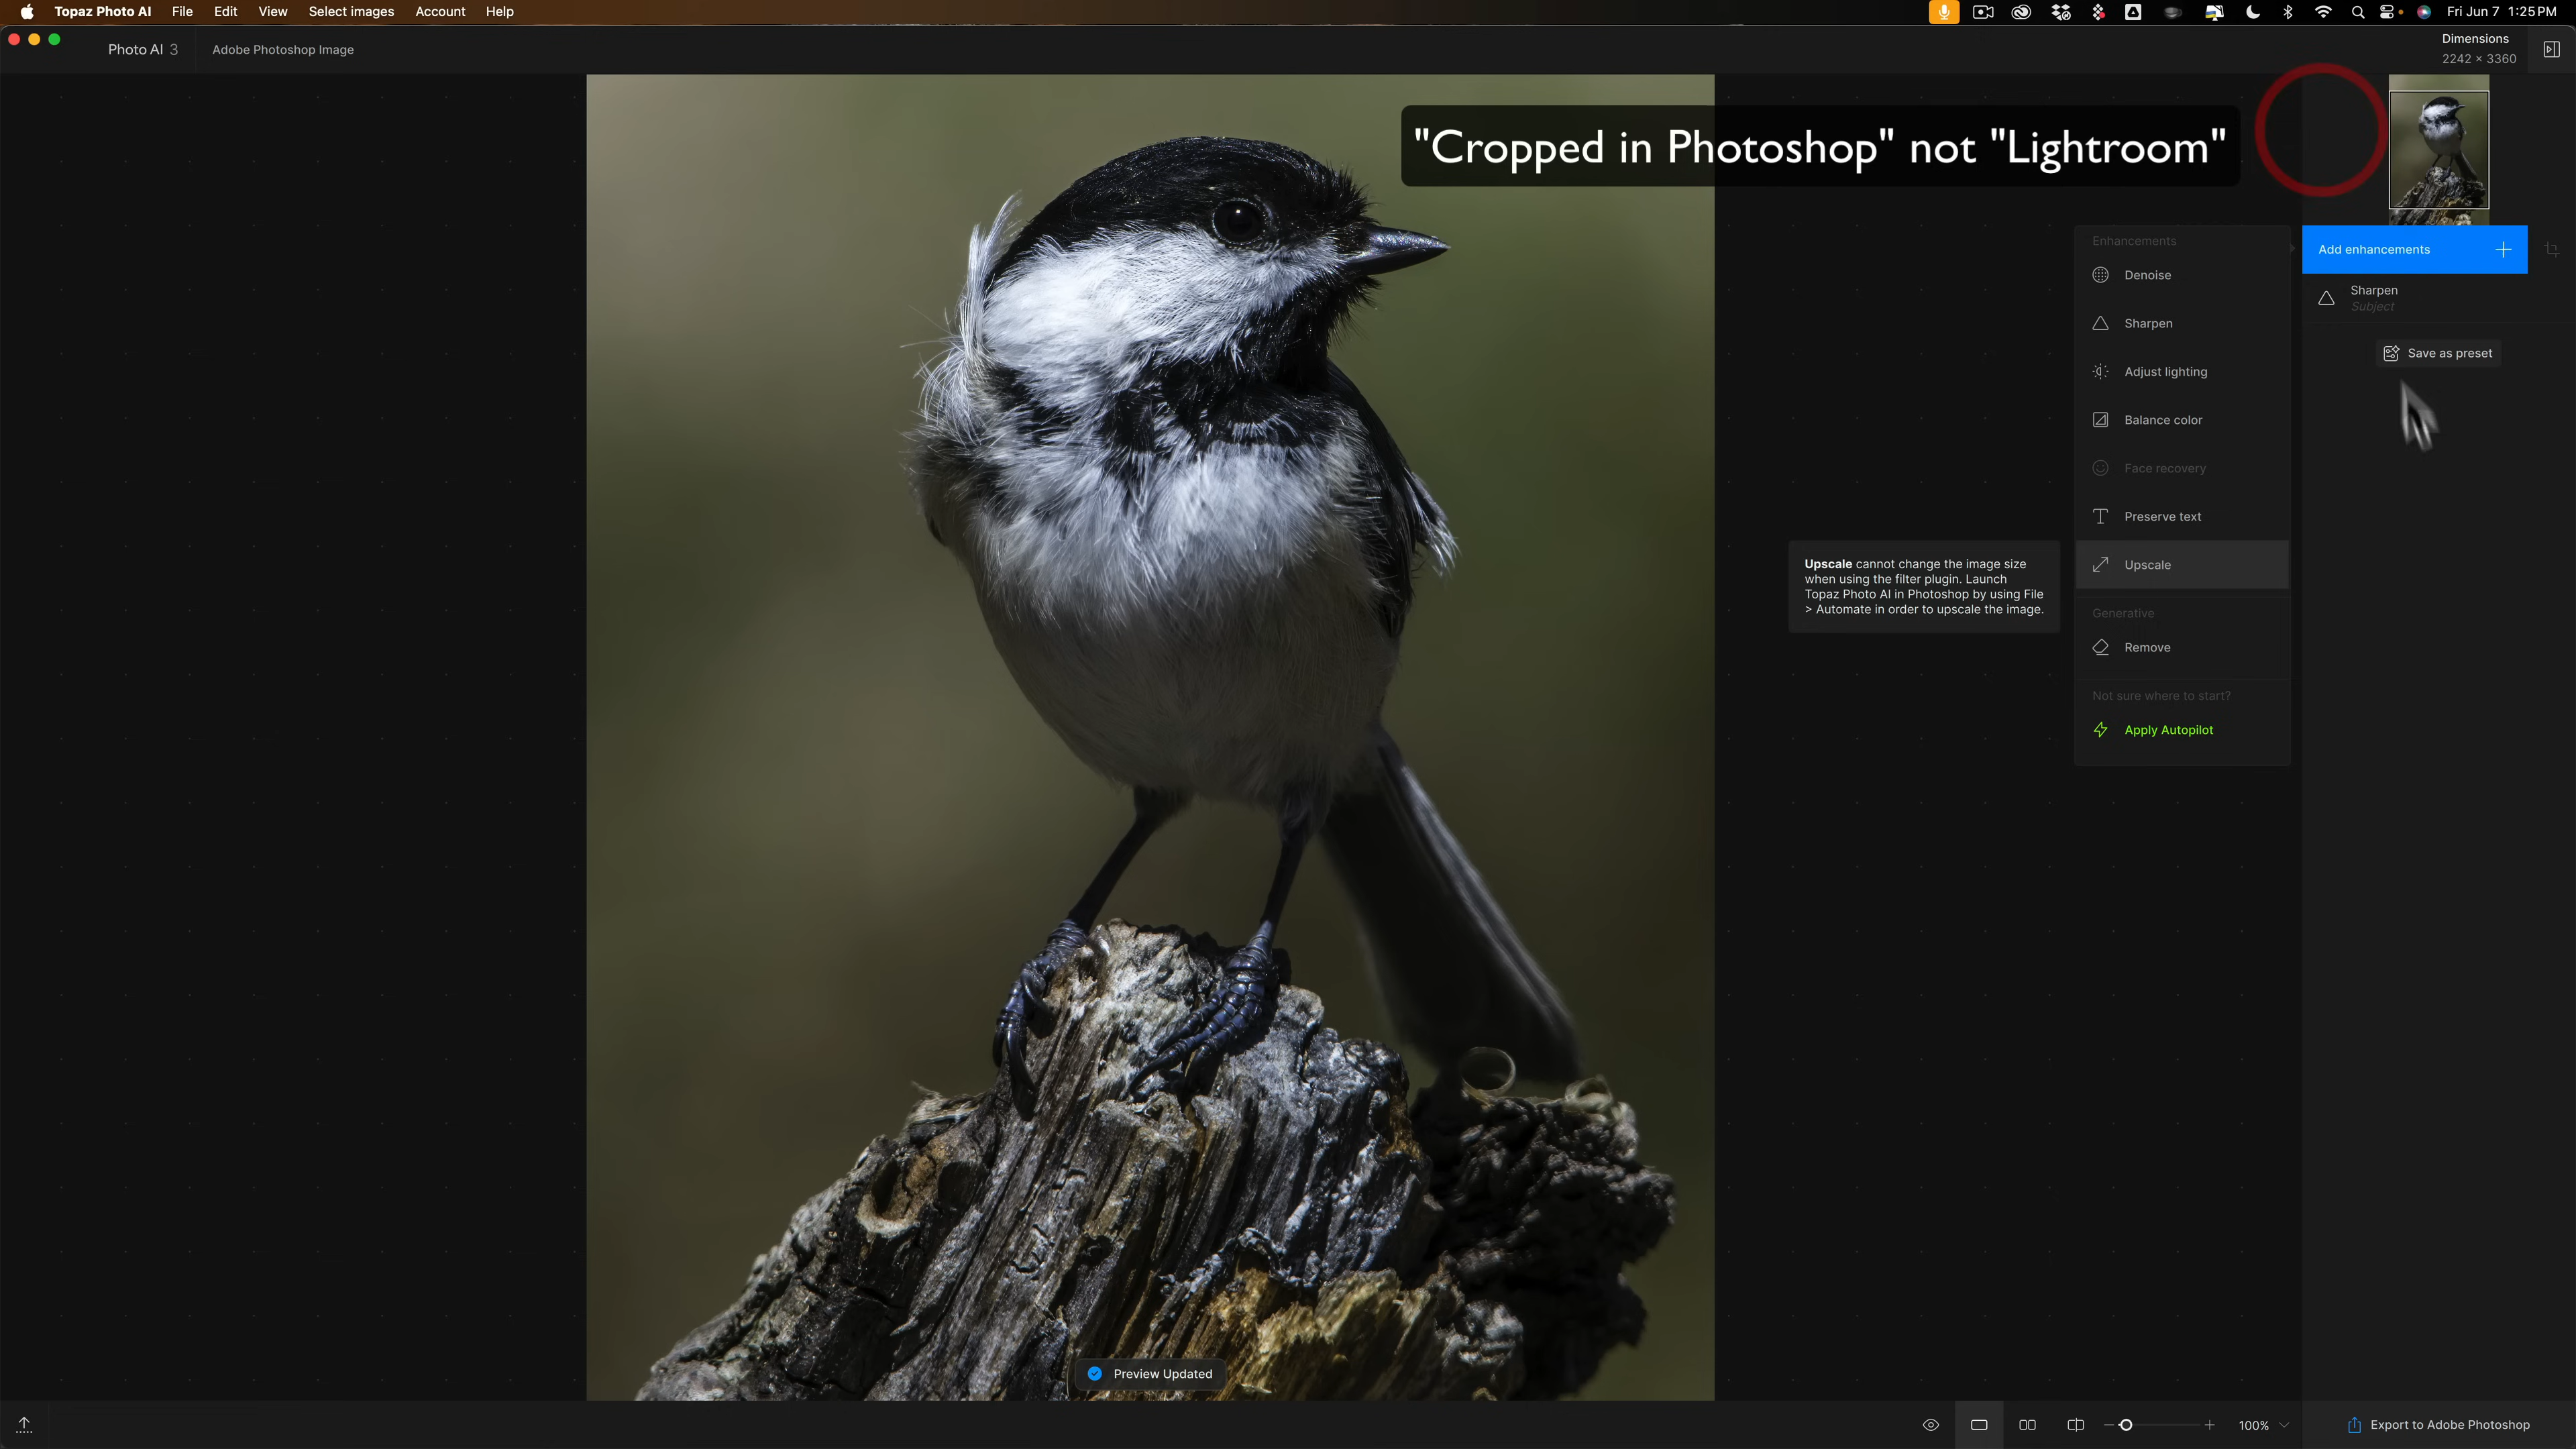 Topaz Photo AI File Edit View Select images Account Help Fri Jun 7 1:25 PM
Photo AI 3 Adobe Photoshop Image
Dimensions
2242 × 3360
"Cropped in Photoshop" not "Lightroom"
Enhancements
Denoise
Sharpen
Adjust lighting
Balance color
Face recovery
Preserve text
Upscale
Generative
Remove
Not sure where to start?
Apply Autopilot
Upscale cannot change the image size
when using the filter plugin. Launch
Topaz Photo AI in Photoshop by using File
> Automate in order to upscale the image.
Add enhancements
Sharpen
Subject
Save as preset
Preview Updated
100%
Export to Adobe Photoshop